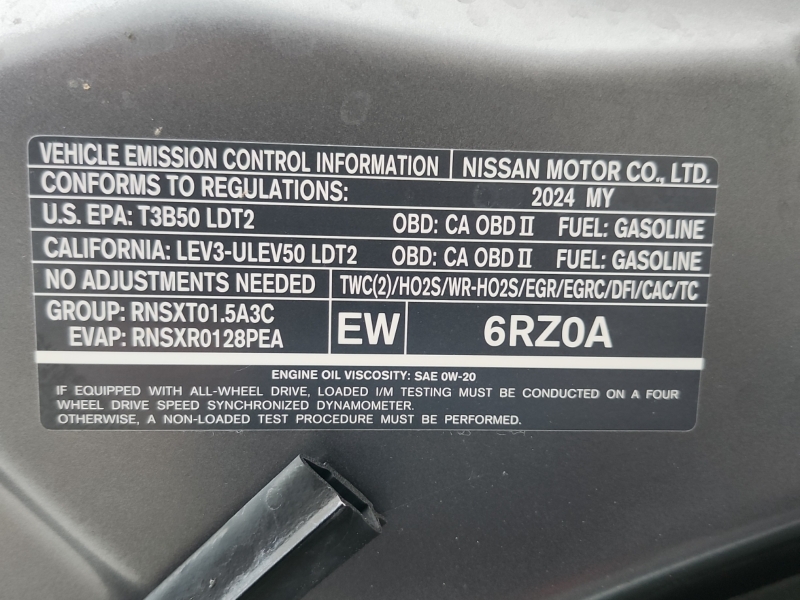 VEHICLE EMISSION CONTROL INFORMATION NISSAN MOTOR CO., LTD.
CONFORMS TO REGULATIONS: 2024 MY
U.S. EPA: T3B50 LDT2 OBD: CA OBD II FUEL: GASOLINE
CALIFORNIA: LEV3-ULEV50 LDT2 OBD: CA OBD II FUEL: GASOLINE
NO ADJUSTMENTS NEEDED TWC(2)/HO2S/WR-HO2S/EGR/EGRC/DFI/CAC/TC
GROUP: RNSXT01.5A3C
EVAP: RNSXR0128PEA
EW 6RZ0A
ENGINE OIL VISCOSITY: SAE 0W-20
IF EQUIPPED WITH ALL-WHEEL DRIVE, LOADED I/M TESTING MUST BE CONDUCTED ON A FOUR
WHEEL DRIVE SPEED SYNCHRONIZED DYNAMOMETER.
OTHERWISE, A NON-LOADED TEST PROCEDURE MUST BE PERFORMED.